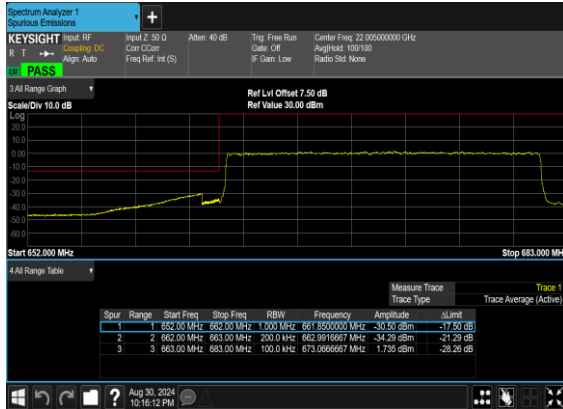 Spectrum Analyzer 1
Spurious Emissions
KEYSIGHT Input: RF Input Z: 50 Ω Atten: 40 dB Trig: Free Run Center Freq: 22.005000000 GHz
R T Coupling: DC Corr CCorr Gate: Off Avg|Hold: 100/100
Align: Auto Freq Ref: Int (S) IF Gain: Low Radio Std: None
PASS
3 All Range Graph
Ref Lvl Offset 7.50 dB
Scale/Div 10.0 dB Ref Value 30.00 dBm
Log
20.0
10.0
0.00
-10.0
-20.0
-30.0
-40.0
-50.0
-60.0
Start 652.000 MHz Stop 683.000 MH
4 All Range Table
Measure Trace Trace 1
Trace Type Trace Average (Active)
Spur Range Start Freq Stop Freq RBW Frequency Amplitude ΔLimit
1 1 652.00 MHz 662.00 MHz 1.000 MHz 661.8500000 MHz -30.50 dBm -17.50 dB
2 2 662.00 MHz 663.00 MHz 200.0 kHz 662.9916667 MHz -34.29 dBm -21.29 dB
3 3 663.00 MHz 683.00 MHz 100.0 kHz 673.0666667 MHz 1.735 dBm -28.26 dB
Aug 30, 2024
10:16:12 PM